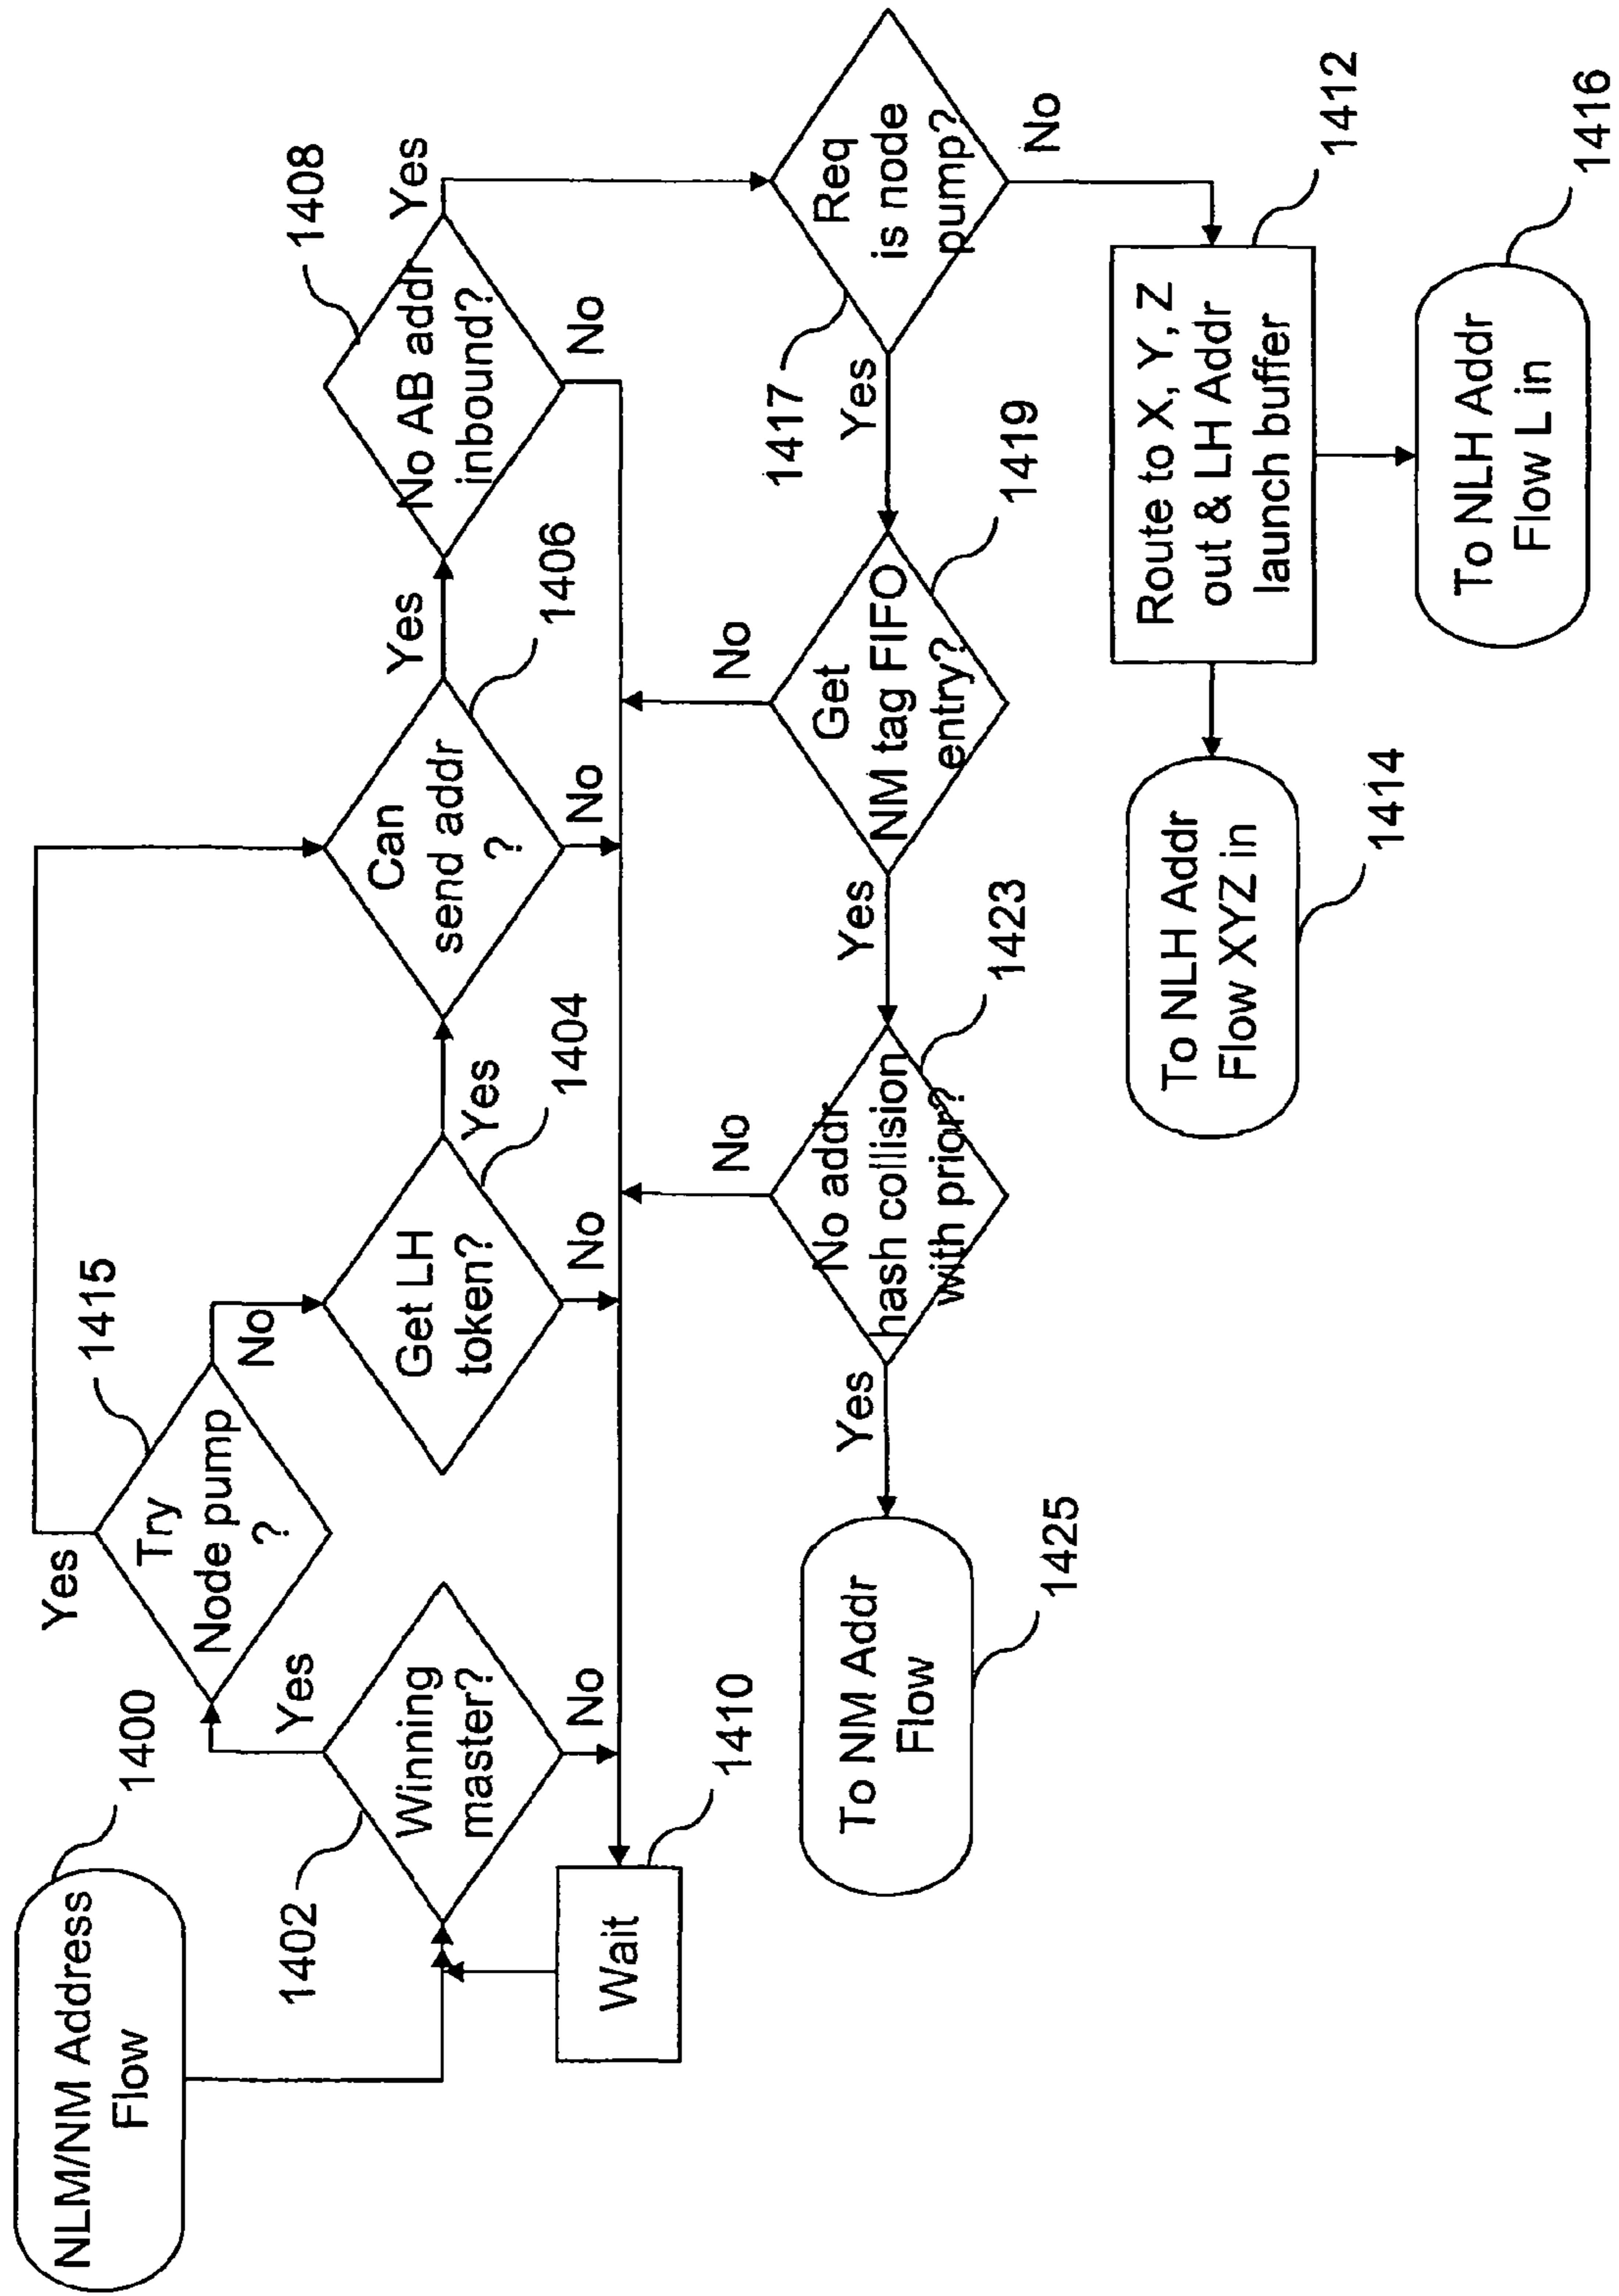 NLM/NM Address
Flow
1400
1402
Winning
master?
Yes
No
Wait
1410
Try
Node pump
?
1415
Yes
No
Get LH
token?
1404
Yes
No
Can
send addr
?
1406
Yes
No
No AB addr
inbound?
1408
Yes
No
Req
is node
pump?
1417
Yes
No
Get
NM tag FIFO
entry?
1419
Yes
No
No addr
hash collision
with prior?
1423
Yes
No
To NM Addr
Flow
1425
Route to X, Y, Z
out & LH Addr
launch buffer
1412
To NLH Addr
Flow XYZ in
1414
To NLH Addr
Flow L in
1416